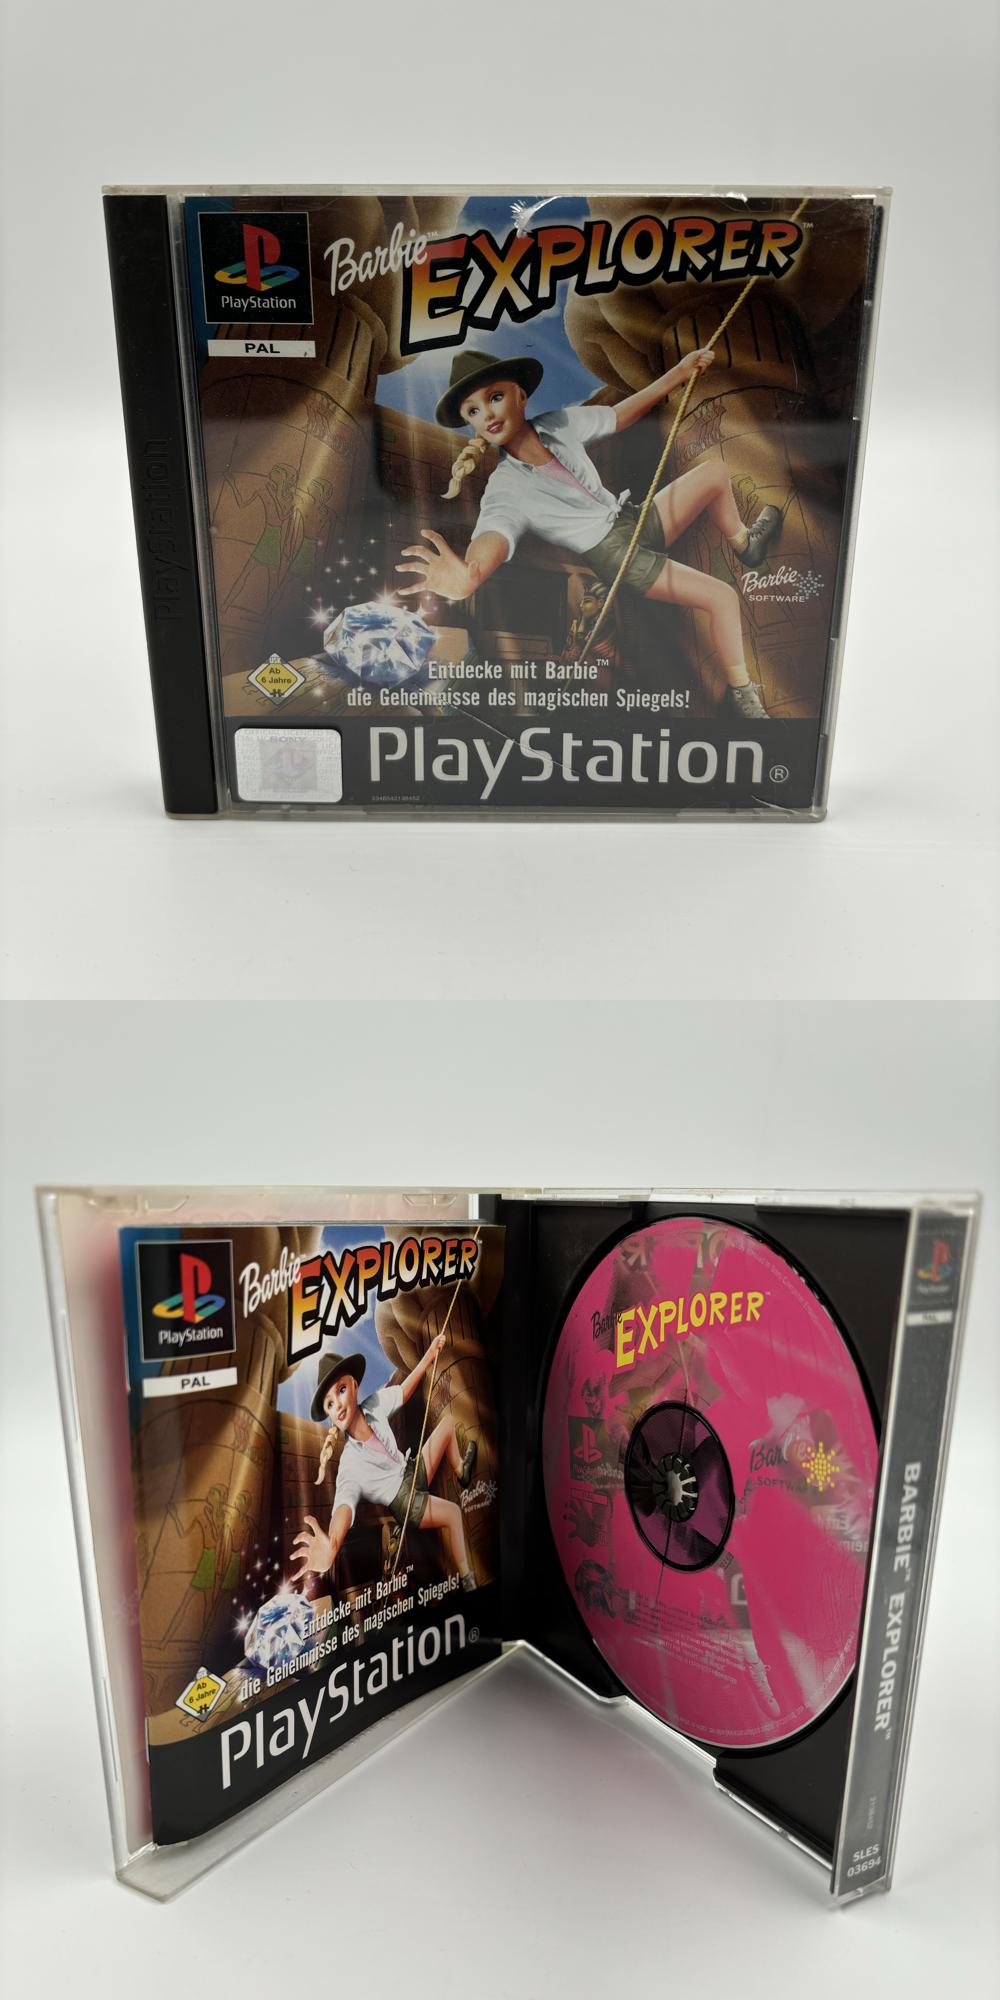 Barbie™
EXPLORER™
PlayStation
PAL
PlayStation
Barbie
SOFTWARE
Ab
6 Jahre
Entdecke mit Barbie™
die Geheimnisse des magischen Spiegels!
SONY
PlayStation®
Barbie
EXPLORER
PlayStation
PAL
Barbie
SOFTWARE
Entdecke mit Barbie™
die Geheimnisse des magischen Spiegels!
Ab
6 Jahre
PlayStation®
Barbie
EXPLORER™
Barbie
SOFTWARE
PAL
BARBIE™ EXPLORER™
SLES
03694